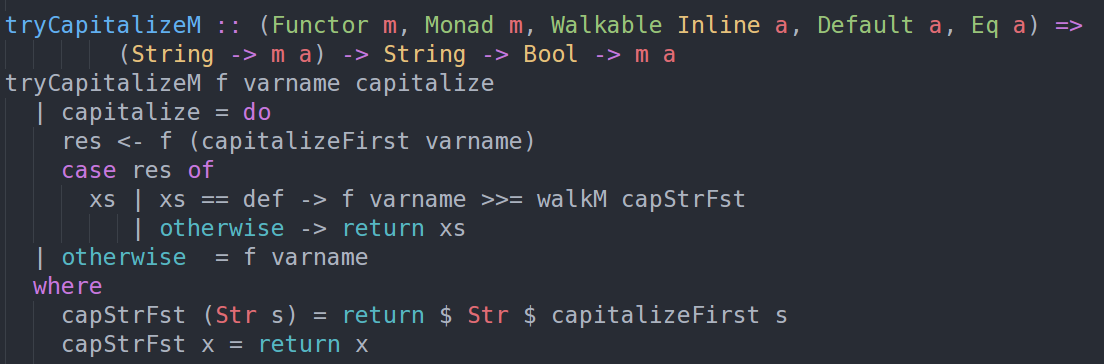 tryCapitalizeM :: (Functor m, Monad m, Walkable Inline a, Default a, Eq a) =>
        (String -> m a) -> String -> Bool -> m a
tryCapitalizeM f varname capitalize
  | capitalize = do
    res <- f (capitalizeFirst varname)
    case res of
      xs | xs == def -> f varname >>= walkM capStrFst
         | otherwise -> return xs
  | otherwise  = f varname
  where
    capStrFst (Str s) = return $ Str $ capitalizeFirst s
    capStrFst x = return x